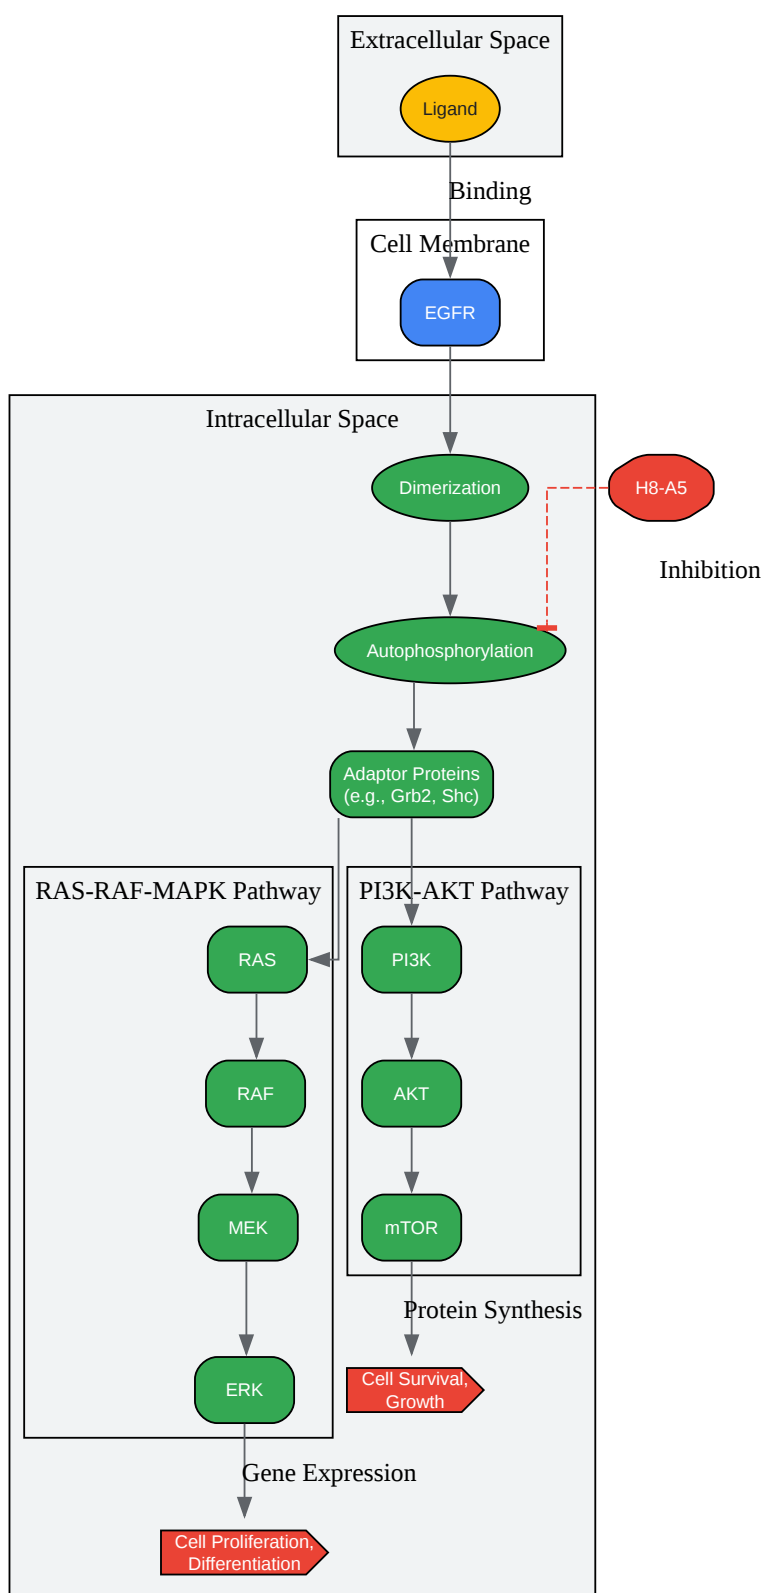 Extracellular Space
Ligand
Binding
Cell Membrane
EGFR
Intracellular Space
Dimerization
H8-A5
Inhibition
Autophosphorylation
Adaptor Proteins
(e.g., Grb2, Shc)
RAS-RAF-MAPK Pathway
PI3K-AKT Pathway
RAS
PI3K
RAF
AKT
MEK
mTOR
Protein Synthesis
Cell Survival,
Growth
ERK
Gene Expression
Cell Proliferation,
Differentiation